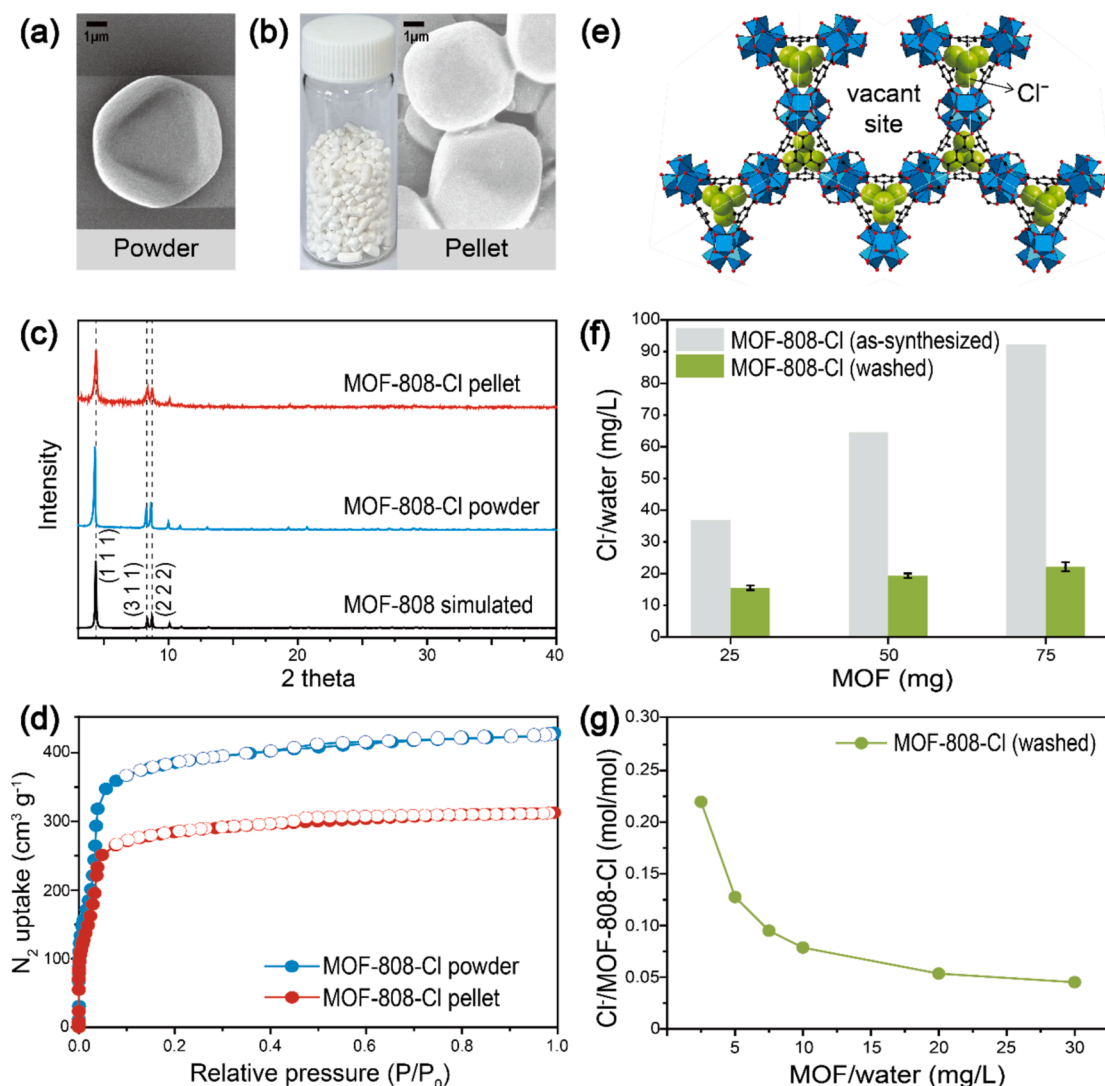 (a)
1μm
Powder
(b)
1μm
Pellet
(e)
vacant
site
Cl⁻
(c)
Intensity
MOF-808-Cl pellet
MOF-808-Cl powder
MOF-808 simulated
(1 1 1)
(3 1 1)
(2 2 2)
10
20
30
40
2 theta
(f)
Cl⁻/water (mg/L)
100
90
80
70
60
50
40
30
20
10
0
MOF-808-Cl (as-synthesized)
MOF-808-Cl (washed)
25
50
75
MOF (mg)
(d)
N₂ uptake (cm³ g⁻¹)
400
300
200
100
0
MOF-808-Cl powder
MOF-808-Cl pellet
0.0
0.2
0.4
0.6
0.8
1.0
Relative pressure (P/P₀)
(g)
Cl⁻/MOF-808-Cl (mol/mol)
0.30
0.25
0.20
0.15
0.10
0.05
0
MOF-808-Cl (washed)
5
10
15
20
25
30
MOF/water (mg/L)